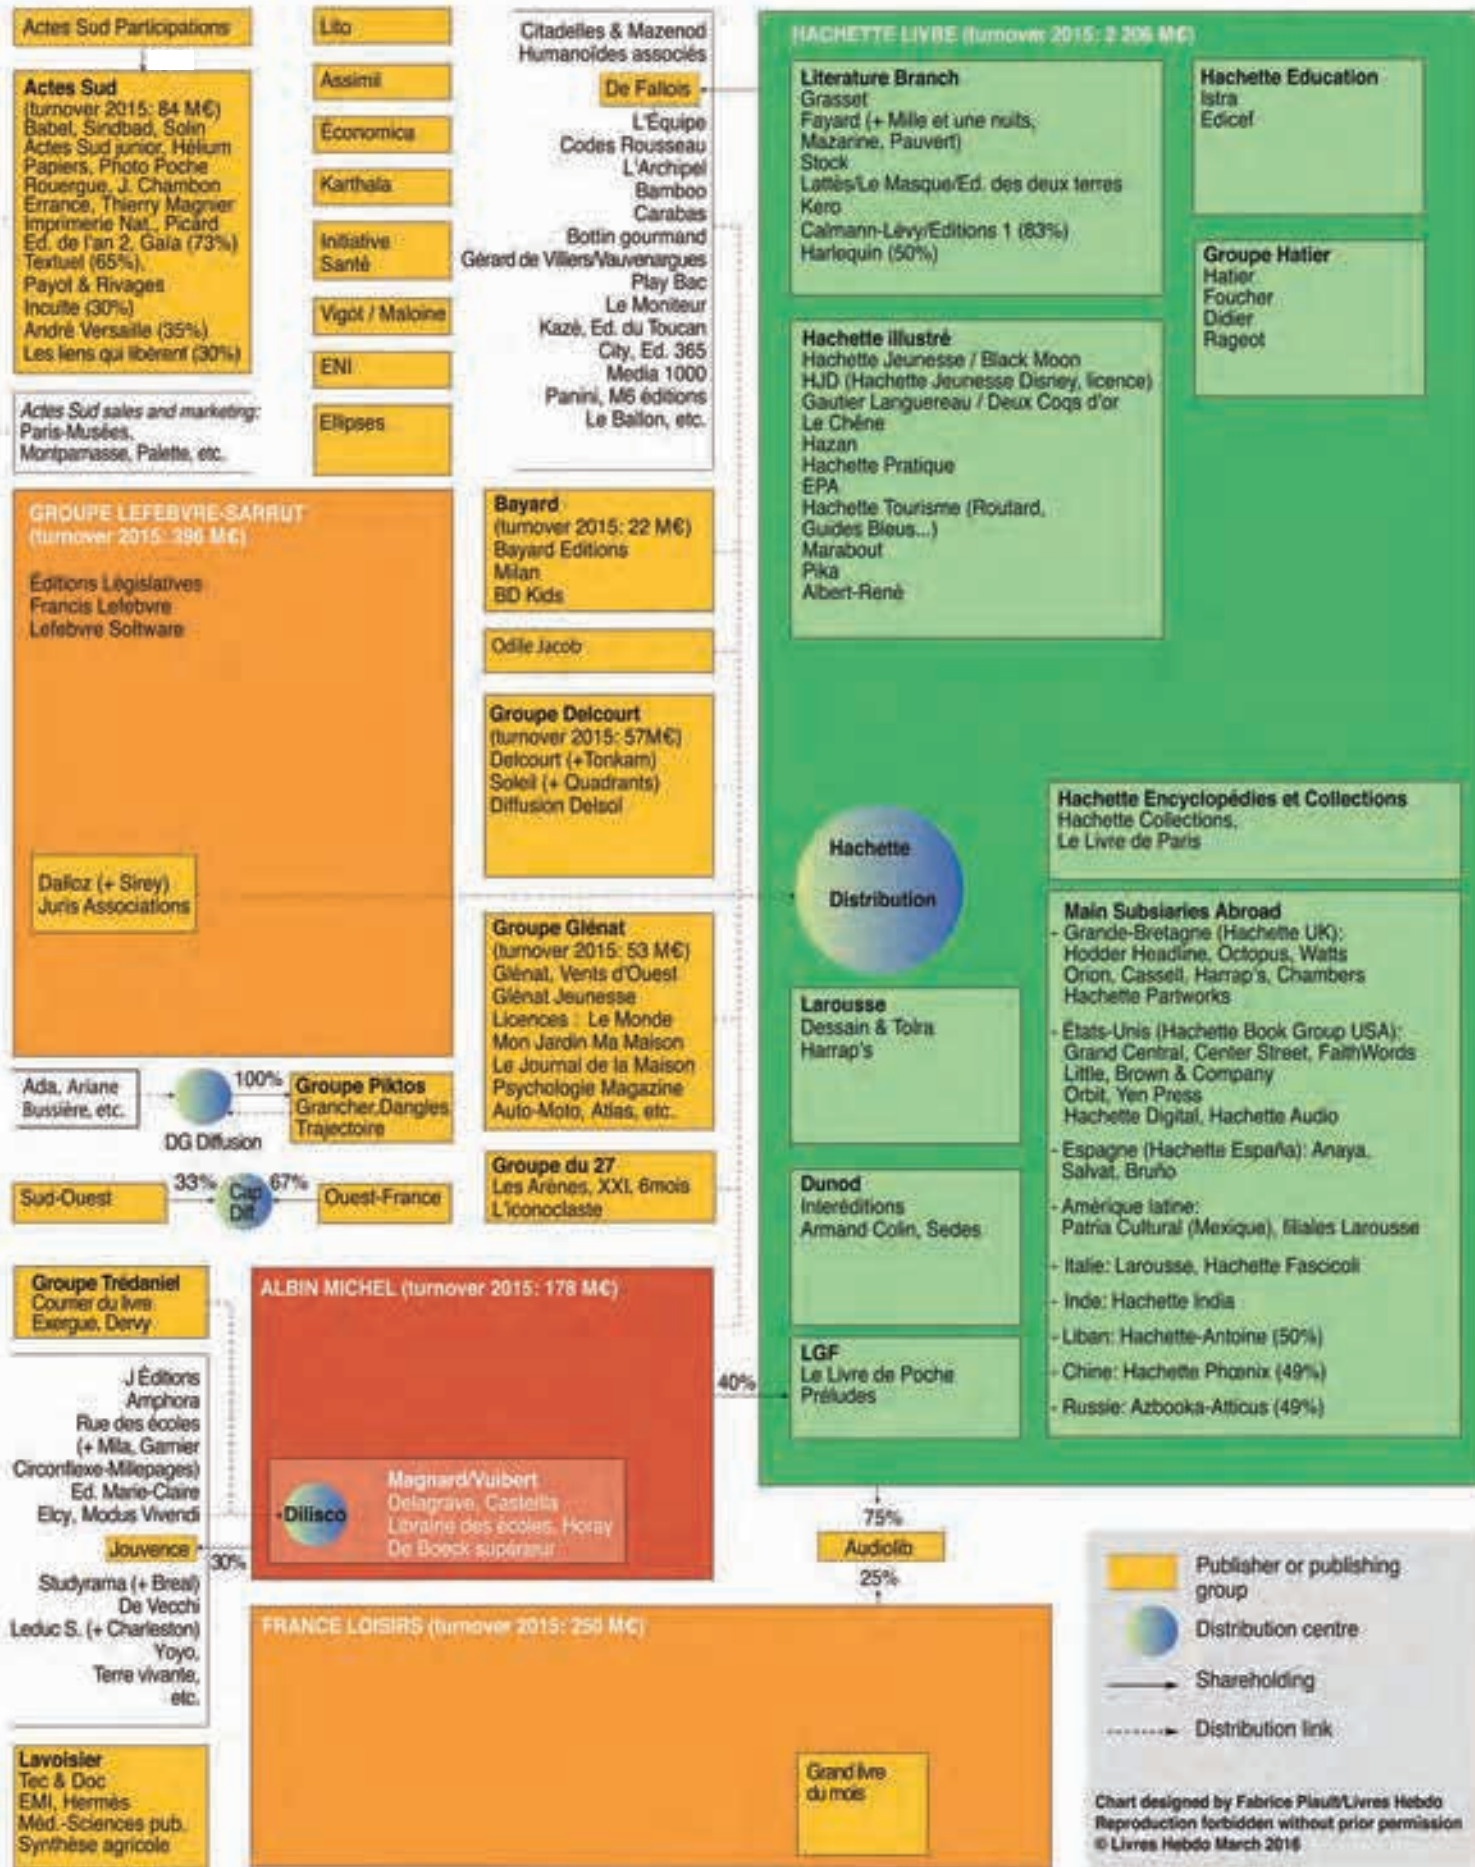 Actes Sud Participations
Actes Sud
(turnover 2015: 84 M€)
Babel, Sindbad, Solin
Actes Sud junior, Hélium
Papiers, Photo Poche
Rouergue, J. Chambon
Errance, Thierry Magnier
Imprimerie Nat., Picard
Ed. de l'an 2, Gaïa (73%)
Textuel (65%),
Payot & Rivages
Inculte (30%)
André Versaille (35%)
Les liens qui libèrent (30%)
Actes Sud sales and marketing:
Paris-Musées,
Montparnasse, Palette, etc.
Lito
Assimil
Économica
Karthala
Initiative
Santé
Vigot / Maloine
ENI
Ellipses
Citadelles & Mazenod
Humanoïdes associés
De Fallois
L'Équipe
Codes Rousseau
L'Archipel
Bamboo
Carabas
Bottin gourmand
Gérard de Villiers/Vauvenargues
Play Bac
Le Moniteur
Kazé, Ed. du Toucan
City, Ed. 365
Media 1000
Panini, M6 éditions
Le Ballon, etc.
HACHETTE LIVRE (turnover 2015: 2 206 M€)
Literature Branch
Grasset
Fayard (+ Mille et une nuits,
Mazarine, Pauvert)
Stock
Lattès/Le Masque/Ed. des deux terres
Kero
Calmann-Lévy/Editions 1 (83%)
Harlequin (50%)
Hachette Education
Istra
Edicef
Groupe Hatier
Hatier
Foucher
Didier
Rageot
Hachette illustré
Hachette Jeunesse / Black Moon
HJD (Hachette Jeunesse Disney, licence)
Gautier Languereau / Deux Coqs d'or
Le Chêne
Hazan
Hachette Pratique
EPA
Hachette Tourisme (Routard,
Guides Bleus...)
Marabout
Pika
Albert-René
GROUPE LEFEBVRE-SARRUT
(turnover 2015: 396 M€)
Éditions Législatives
Francis Lefebvre
Lefebvre Software
Dalloz (+ Sirey)
Juris Associations
Bayard
(turnover 2015: 22 M€)
Bayard Editions
Milan
BD Kids
Odile Jacob
Groupe Delcourt
(turnover 2015: 57M€)
Delcourt (+Tonkam)
Soleil (+ Quadrants)
Diffusion Delsol
Groupe Glénat
(turnover 2015: 53 M€)
Glénat, Vents d'Ouest
Glénat Jeunesse
Licences : Le Monde
Mon Jardin Ma Maison
Le Journal de la Maison
Psychologie Magazine
Auto-Moto, Atlas, etc.
Groupe du 27
Les Arènes, XXI, 6mois
L'iconoclaste
Hachette
Distribution
Hachette Encyclopédies et Collections
Hachette Collections,
Le Livre de Paris
Main Subsiaries Abroad
- Grande-Bretagne (Hachette UK):
Hodder Headline, Octopus, Watts
Orion, Cassell, Harrap's, Chambers
Hachette Partworks
- États-Unis (Hachette Book Group USA):
Grand Central, Center Street, FaithWords
Little, Brown & Company
Orbit, Yen Press
Hachette Digital, Hachette Audio
- Espagne (Hachette España): Anaya,
Salvat, Bruño
- Amérique latine:
Patria Cultural (Mexique), filiales Larousse
- Italie: Larousse, Hachette Fascicoli
- Inde: Hachette India
- Liban: Hachette-Antoine (50%)
- Chine: Hachette Phœnix (49%)
- Russie: Azbooka-Atticus (49%)
Larousse
Dessain & Tolra
Harrap's
Dunod
Interéditions
Armand Colin, Sedes
LGF
Le Livre de Poche
Préludes
Ada, Ariane
Bussière, etc.
DG Diffusion
100%
Groupe Piktos
Grancher,Dangles
Trajectoire
Sud-Ouest
33%
Cap
Dif.
67%
Ouest-France
Groupe Trédaniel
Courrier du livre
Exergue, Dervy
J Éditions
Amphora
Rue des écoles
(+ Mila, Garnier
Circonflexe-Millepages)
Ed. Marie-Claire
Elcy, Modus Vivendi
Jouvence
30%
Studyrama (+ Breal)
De Vecchi
Leduc S. (+ Charleston)
Yoyo,
Terre vivante,
etc.
Lavoisier
Tec & Doc
EMI, Hermès
Méd.-Sciences pub.
Synthèse agricole
ALBIN MICHEL (turnover 2015: 178 M€)
40%
Dilisco
Magnard/Vuibert
Delagrave, Casteilla
Librairie des écoles, Horay
De Boeck supérieur
75%
Audiolib
25%
FRANCE LOISIRS (turnover 2015: 250 M€)
Grand livre
du mois
Publisher or publishing
group
Distribution centre
Shareholding
Distribution link
Chart designed by Fabrice Piault/Livres Hebdo
Reproduction forbidden without prior permission
© Livres Hebdo March 2016